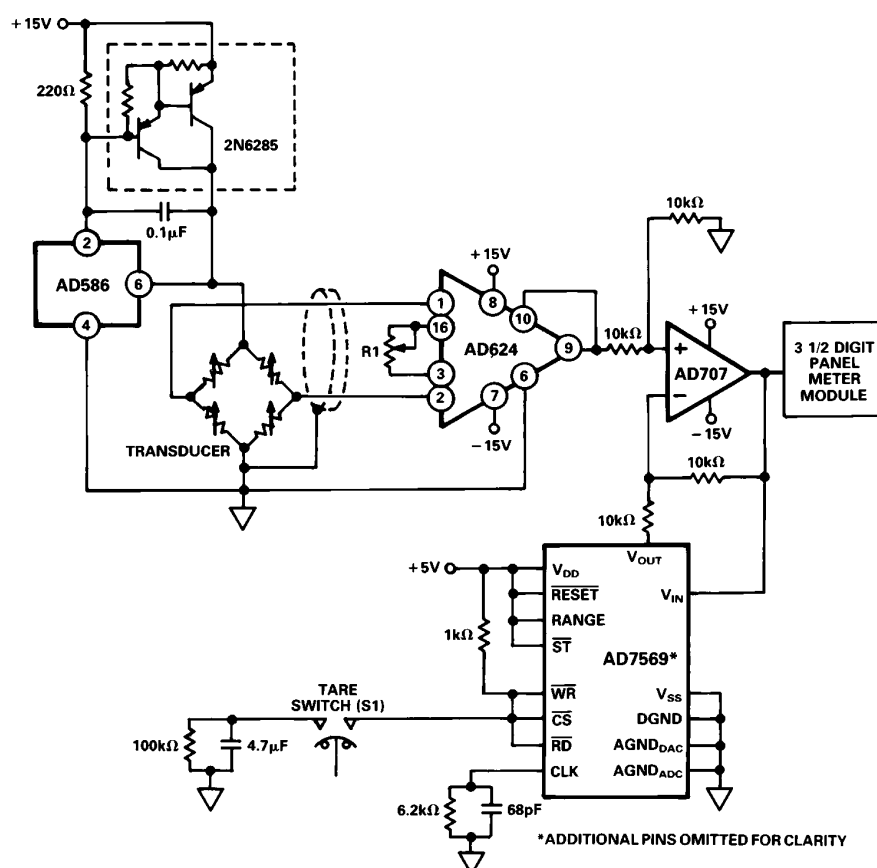 +15V
220Ω
2N6285
0.1μF
2
AD586
6
4
TRANSDUCER
+15V
1
8
10
16
R1
AD624
9
3
6
2
7
−15V
10kΩ
10kΩ
+15V
+
AD707
−
−15V
3 1/2 DIGIT
PANEL
METER
MODULE
10kΩ
10kΩ
+5V
VDD
VOUT
RESET
VIN
RANGE
1kΩ
ST
AD7569*
TARE
SWITCH (S1)
WR
VSS
CS
DGND
100kΩ
4.7μF
RD
AGNDDAC
CLK
AGNDADC
6.2kΩ
68pF
*ADDITIONAL PINS OMITTED FOR CLARITY